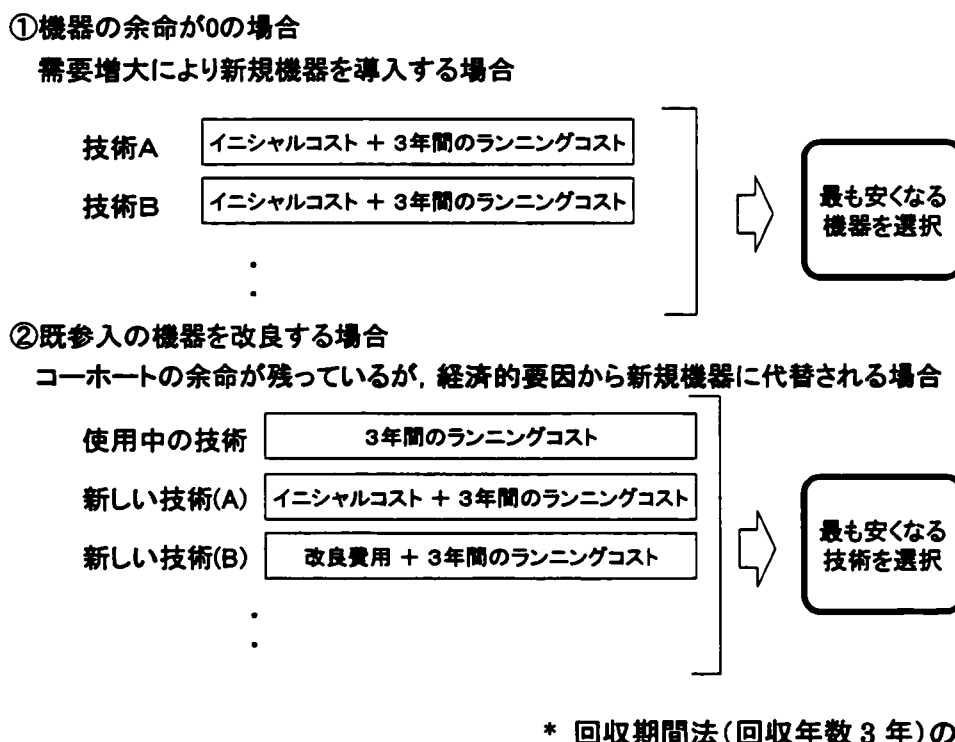 ①機器の余命が0の場合
需要増大により新規機器を導入する場合
技術A イニシャルコスト + 3年間のランニングコスト
技術B イニシャルコスト + 3年間のランニングコスト
最も安くなる
機器を選択
②既参入の機器を改良する場合
コーホートの余命が残っているが, 経済的要因から新規機器に代替される場合
使用中の技術 3年間のランニングコスト
新しい技術(A) イニシャルコスト + 3年間のランニングコスト
新しい技術(B) 改良費用 + 3年間のランニングコスト
最も安くなる
技術を選択
* 回収期間法(回収年数3年)の